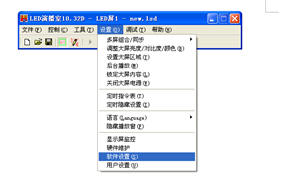 LED演播室10.32D - LED屏1 - new.lsd
文件(F) 控制(C) 工具(T) 设置(S) 调试(T) 帮助(H)
多屏组合/同步
调整大屏亮度/对比度/颜色(B)
设置大屏区域(Z)
后台播放(B)
锁定大屏内容(L)
关闭大屏电源(P)
定时指令表(I)
定时隐藏设置(I)
语言(Language)
隐藏播放窗(P)
显示屏监控
硬件维护
软件设置(S)
用户设置(U)